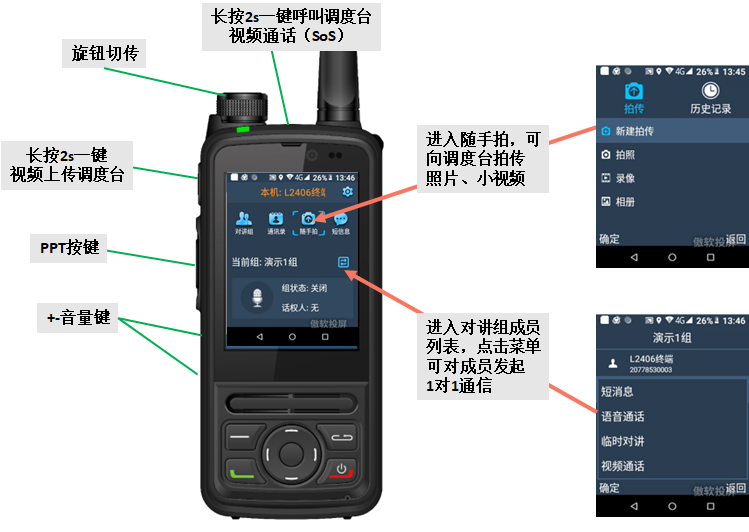 长按2s一键呼叫调度台
视频通话（SoS）
旋钮切传
长按2s一键
视频上传调度台
PPT按键
+-音量键
4G 26% 13:46
本机: L2406终端
对讲组 通讯录 随手拍 短信息
当前组: 演示1组
组状态: 关闭
话权人: 无
傲软投屏
进入随手拍，可
向调度台拍传
照片、小视频
进入对讲组成员
列表，点击菜单
可对成员发起
1对1通信
4G 26% 13:45
拍传 历史记录
新建拍传
拍照
录像
相册
确定 返回
傲软投屏
4G 26% 13:46
演示1组
L2406终端
20778530003
短消息
语音通话
临时对讲
视频通话
确定 返回
傲软投屏